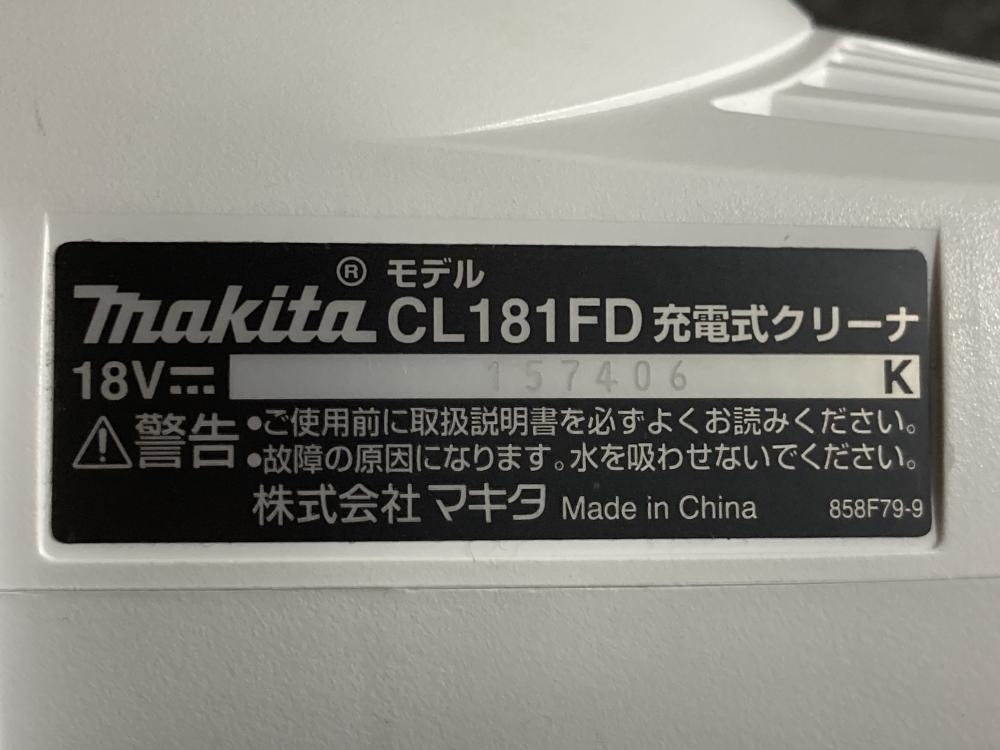 ® モデル
makita CL181FD 充電式クリーナ
18V 157406 K
⚠警告 •ご使用前に取扱説明書を必ずよくお読みください。
•故障の原因になります。水を吸わせないでください。
株式会社 マキタ Made in China 858F79-9